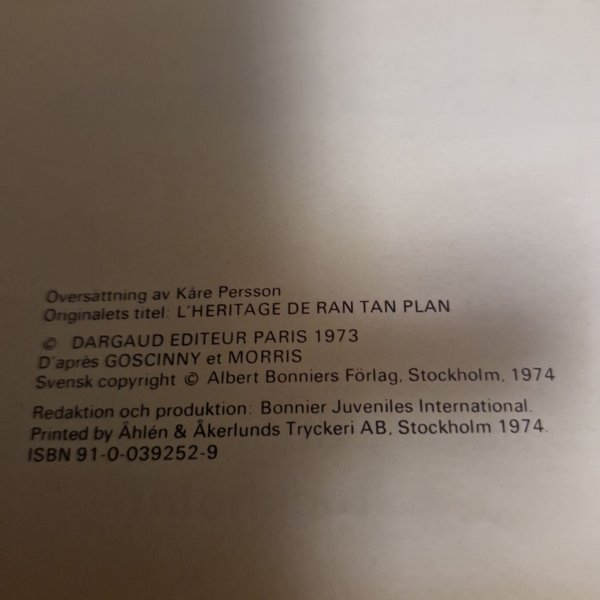 Översättning av Kåre Persson
Originalets titel: L'HERITAGE DE RAN TAN PLAN
© DARGAUD EDITEUR PARIS 1973
D'après GOSCINNY et MORRIS
Svensk copyright © Albert Bonniers Förlag, Stockholm, 1974
Redaktion och produktion: Bonnier Juveniles International.
Printed by Åhlén & Åkerlunds Tryckeri AB, Stockholm 1974.
ISBN 91-0-039252-9